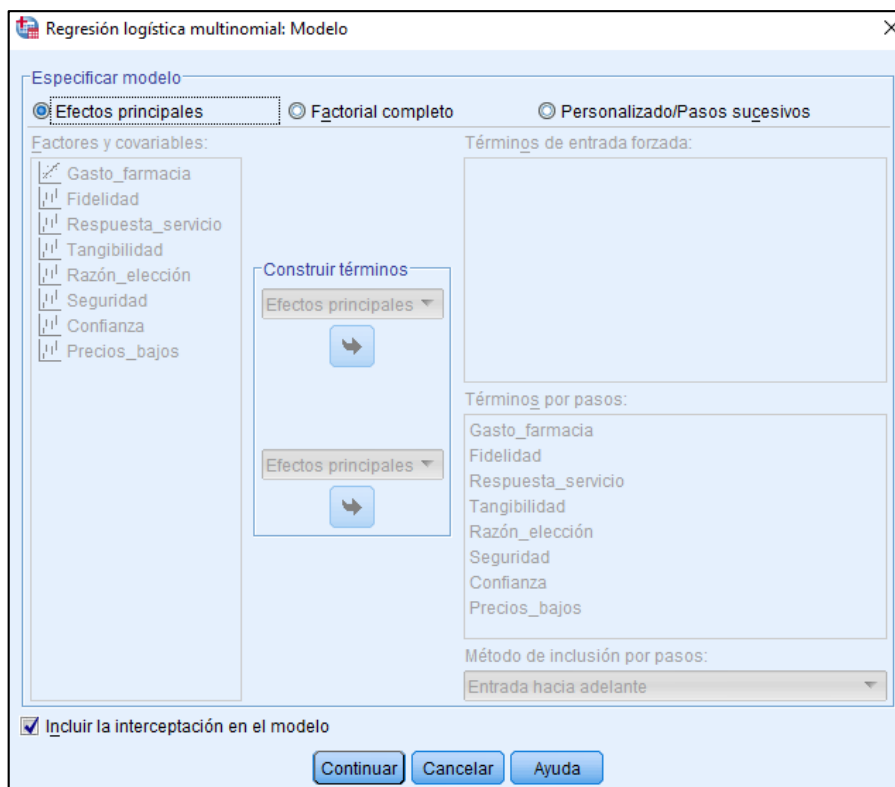 Regresión logística multinomial: Modelo
Especificar modelo
Efectos principales Factorial completo Personalizado/Pasos sucesivos
Factores y covariables:
Gasto_farmacia
Fidelidad
Respuesta_servicio
Tangibilidad
Razón_elección
Seguridad
Confianza
Precios_bajos
Construir términos
Efectos principales
Efectos principales
Términos de entrada forzada:
Términos por pasos:
Gasto_farmacia
Fidelidad
Respuesta_servicio
Tangibilidad
Razón_elección
Seguridad
Confianza
Precios_bajos
Método de inclusión por pasos:
Entrada hacia adelante
Incluir la interceptación en el modelo
Continuar Cancelar Ayuda